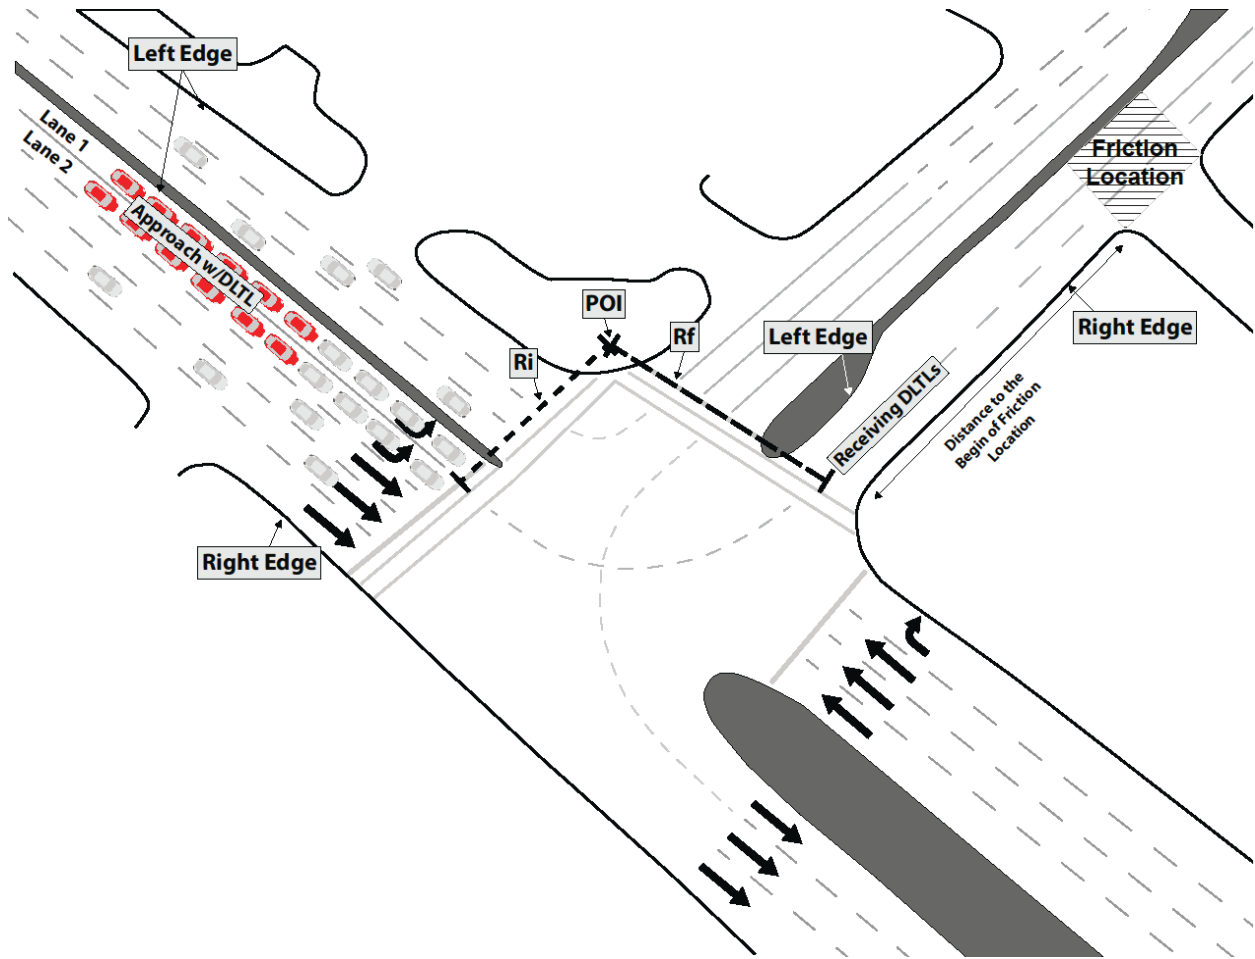 Left Edge
Lane 1
Lane 2
Approach w/DLTL
Friction
Location
POI
Rf
Ri
Left Edge
Right Edge
Receiving DLTLs
Distance to the
Begin of Friction
Location
Right Edge